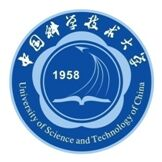 中国科学技术大学
1958
University of Science and Technology of China